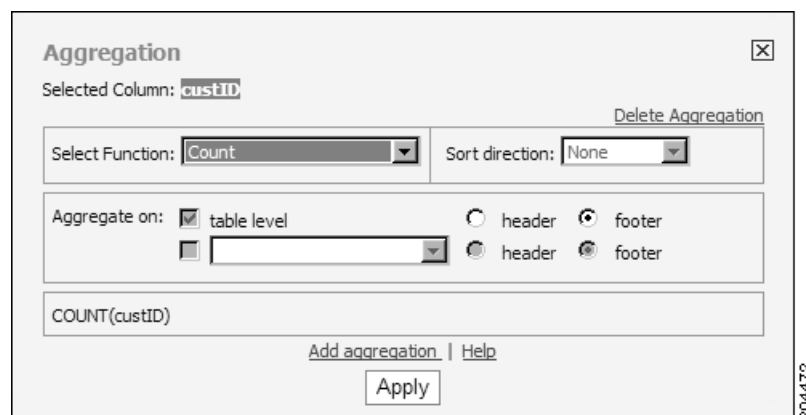 Aggregation
Selected Column: custID
Delete Aggregation
Select Function: Count Sort direction: None
Aggregate on: table level header footer
header footer
COUNT(custID)
Add aggregation | Help
Apply